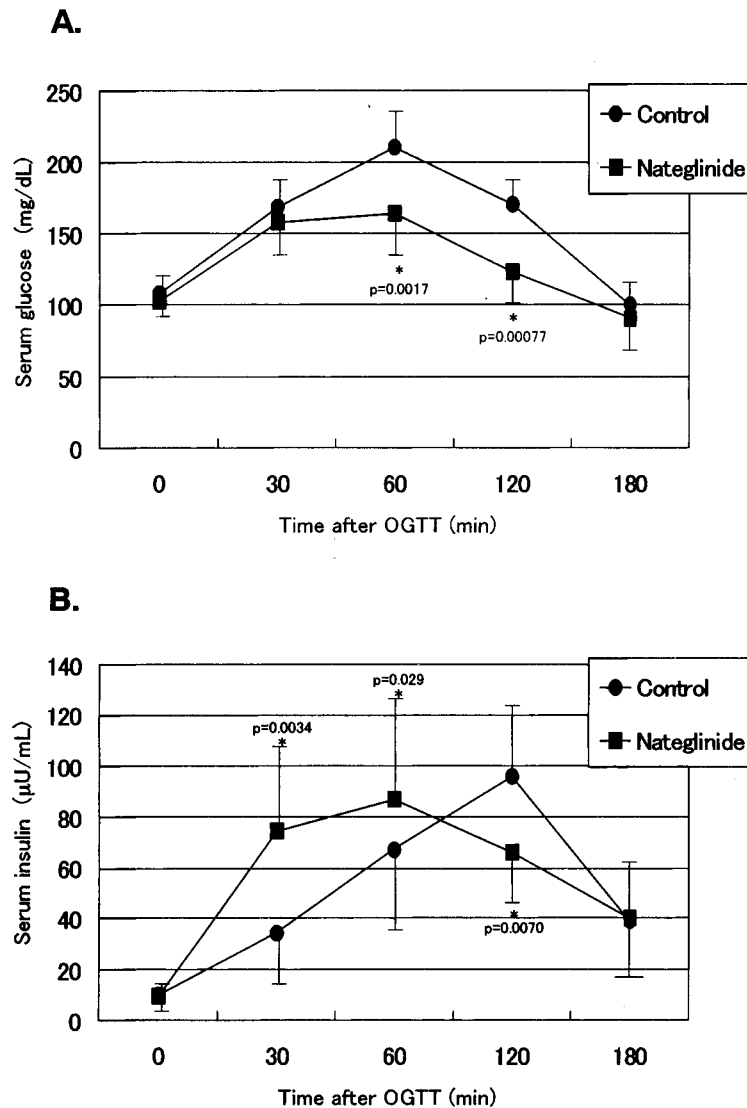 A.
250
200
150
100
50
0
Serum glucose (mg/dL)
Control
Nateglinide
*
p=0.0017
*
p=0.00077
0 30 60 120 180
Time after OGTT (min)
B.
140
120
100
80
60
40
20
0
Serum insulin (μU/mL)
Control
Nateglinide
p=0.0034
*
p=0.029
*
*
p=0.0070
0 30 60 120 180
Time after OGTT (min)